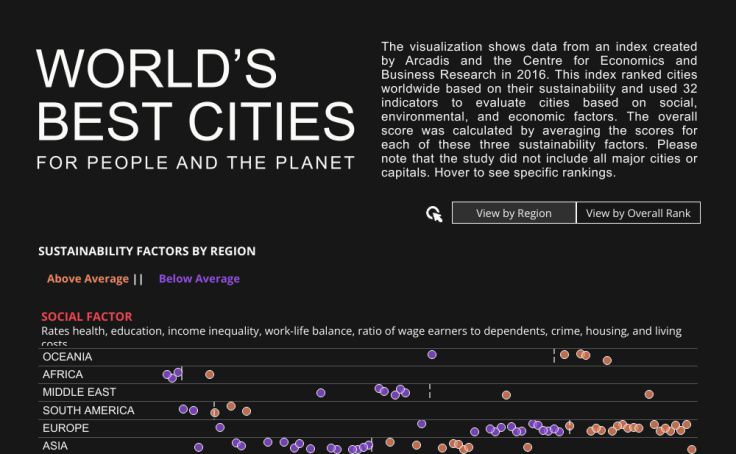 WORLD'S
BEST CITIES
FOR PEOPLE AND THE PLANET
The visualization shows data from an index created
by Arcadis and the Centre for Economics and
Business Research in 2016. This index ranked cities
worldwide based on their sustainability and used 32
indicators to evaluate cities based on social,
environmental, and economic factors. The overall
score was calculated by averaging the scores for
each of these three sustainability factors. Please
note that the study did not include all major cities or
capitals. Hover to see specific rankings.
View by Region
View by Overall Rank
SUSTAINABILITY FACTORS BY REGION
Above Average || Below Average
SOCIAL FACTOR
Rates health, education, income inequality, work-life balance, ratio of wage earners to dependents, crime, housing, and living
costs
OCEANIA
AFRICA
MIDDLE EAST
SOUTH AMERICA
EUROPE
ASIA